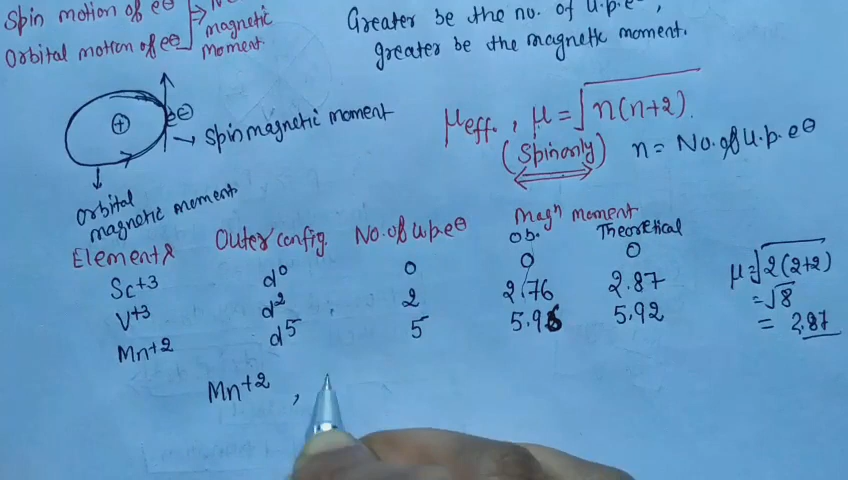 Spin motion of e⊖
Orbital motion of e⊖
magnetic
moment.
Greater be the no. of u.p.e⁻,
greater be the magnetic moment.
⊕
e⊖
→ Spin magnetic moment
Orbital
magnetic moment
μeff. , μ = √n(n+2).
(Spin only)
n = No. of u.p. e⊖
Elements
Outer config.
No. of u.p. e⊖
Magⁿ moment
Ob.
Theoretical
Sc+3 d⁰ 0 0 0
V+3 d² 2 2.76 2.87
Mn+2 d⁵ 5 5.96 5.92
μ = √2(2+2)
= √8
= 2.87
Mn+2 ,